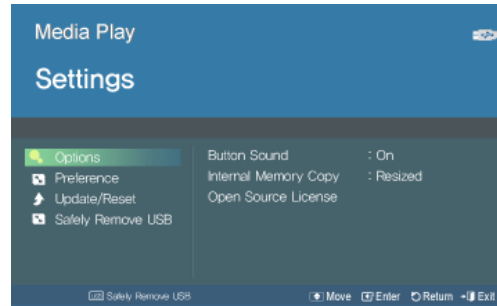 Media Play
Settings
Options
Preference
Update/Reset
Safely Remove USB
Button Sound : On
Internal Memory Copy : Resized
Open Source License
Safely Remove USB Move Enter Return Exit